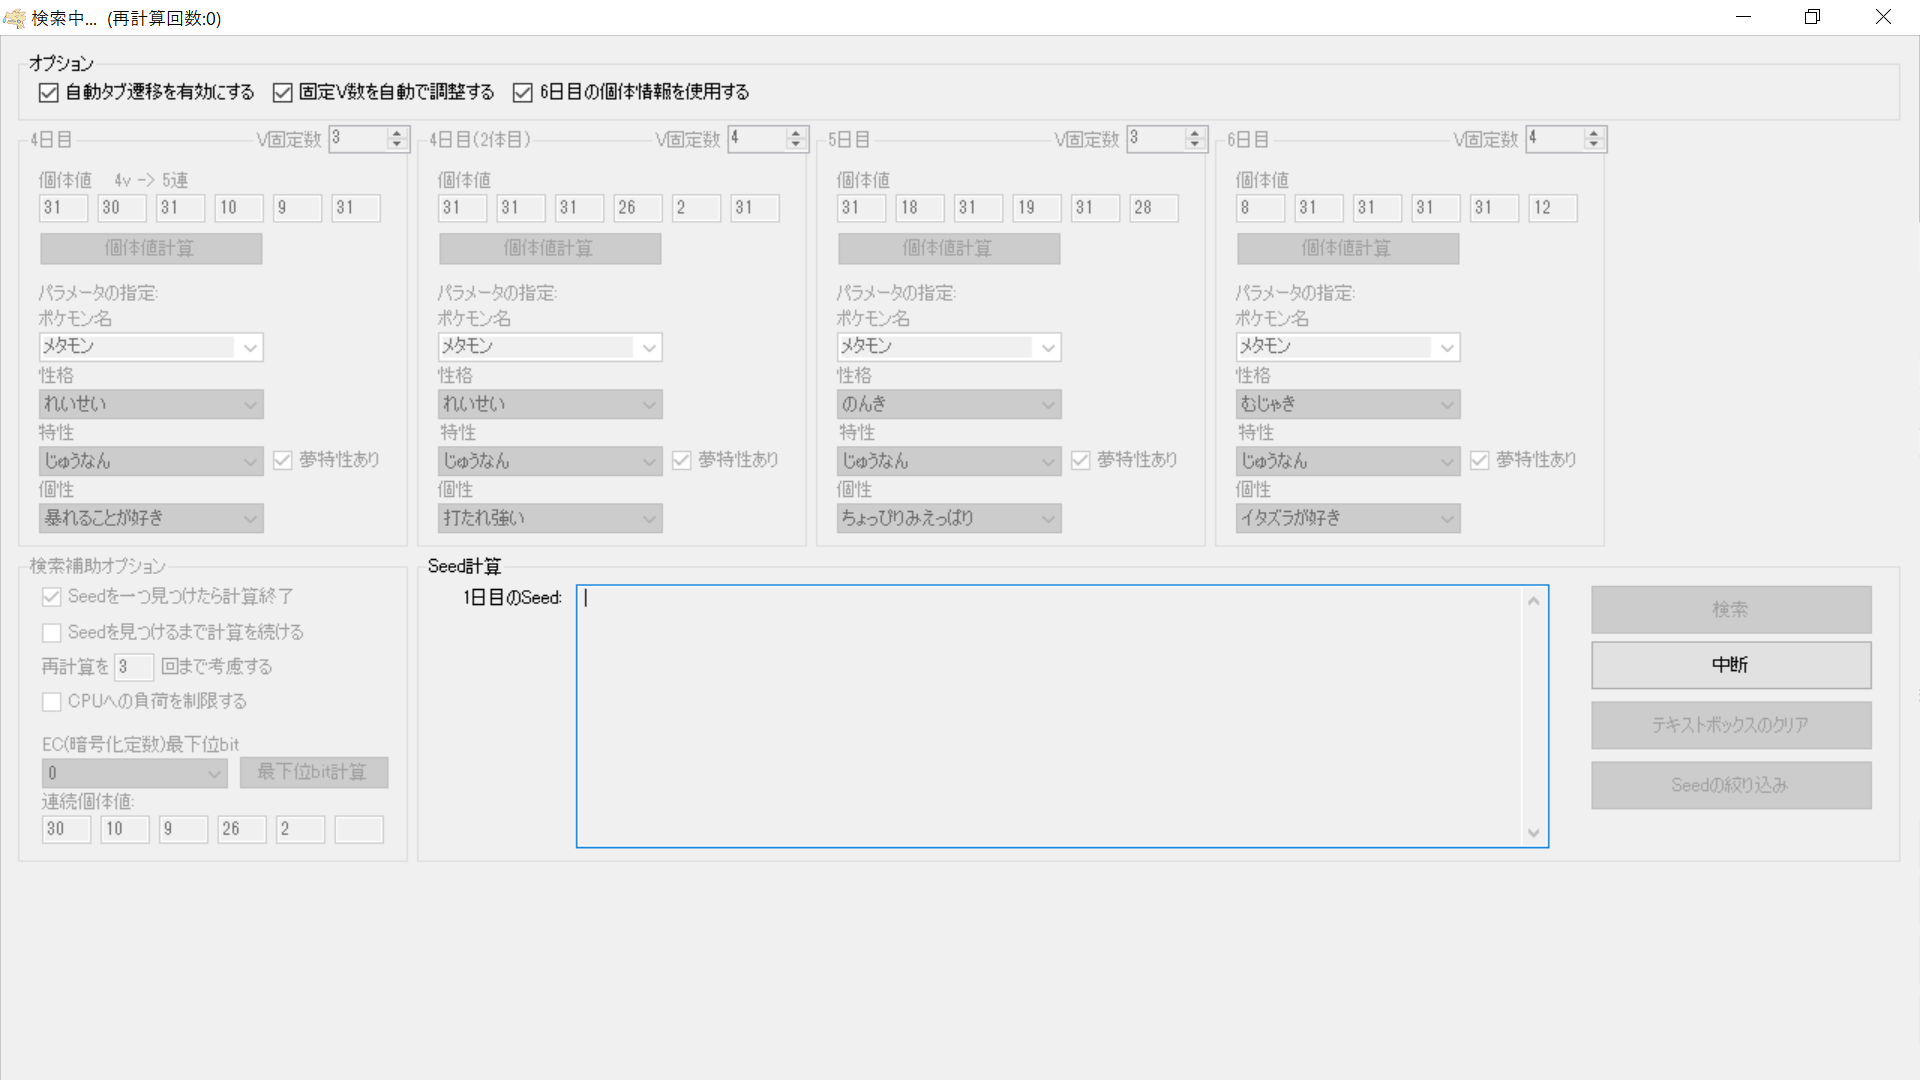 検索中... (再計算回数:0)
オプション
自動タブ遷移を有効にする 固定V数を自動で調整する 6日目の個体情報を使用する
4日目 V固定数 3
個体値 4v -> 5連
31 30 31 10 9 31
個体値計算
パラメータの指定:
ポケモン名
メタモン
性格
れいせい
特性
じゅうなん 夢特性あり
個性
暴れることが好き
4日目(2体目) V固定数 4
個体値
31 31 31 26 2 31
個体値計算
パラメータの指定:
ポケモン名
メタモン
性格
れいせい
特性
じゅうなん 夢特性あり
個性
打たれ強い
5日目 V固定数 3
個体値
31 18 31 19 31 28
個体値計算
パラメータの指定:
ポケモン名
メタモン
性格
のんき
特性
じゅうなん 夢特性あり
個性
ちょっぴりみえっぱり
6日目 V固定数 4
個体値
8 31 31 31 31 12
個体値計算
パラメータの指定:
ポケモン名
メタモン
性格
むじゃき
特性
じゅうなん 夢特性あり
個性
イタズラが好き
検索補助オプション
Seedを一つ見つけたら計算終了
Seedを見つけるまで計算を続ける
再計算を 3 回まで考慮する
CPUへの負荷を制限する
EC(暗号化定数)最下位bit
0 最下位bit計算
連続個体値:
30 10 9 26 2
Seed計算
1日目のSeed:
検索
中断
テキストボックスのクリア
Seedの絞り込み